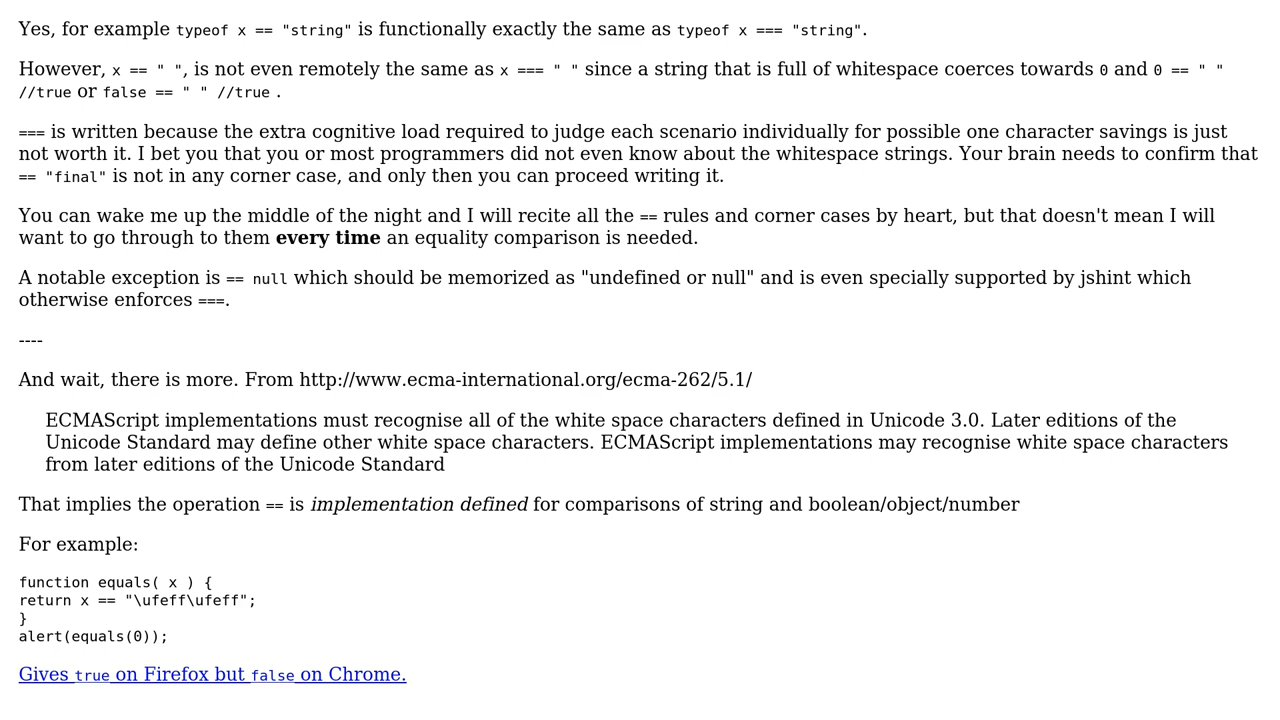 Yes, for example typeof x == "string" is functionally exactly the same as typeof x === "string".
However, x == " ", is not even remotely the same as x === " " since a string that is full of whitespace coerces towards 0 and 0 == " "
//true or false == " " //true .
=== is written because the extra cognitive load required to judge each scenario individually for possible one character savings is just
not worth it. I bet you that you or most programmers did not even know about the whitespace strings. Your brain needs to confirm that
== "final" is not in any corner case, and only then you can proceed writing it.
You can wake me up the middle of the night and I will recite all the == rules and corner cases by heart, but that doesn't mean I will
want to go through to them every time an equality comparison is needed.
A notable exception is == null which should be memorized as "undefined or null" and is even specially supported by jshint which
otherwise enforces ===.
----
And wait, there is more. From http://www.ecma-international.org/ecma-262/5.1/
ECMAScript implementations must recognise all of the white space characters defined in Unicode 3.0. Later editions of the
Unicode Standard may define other white space characters. ECMAScript implementations may recognise white space characters
from later editions of the Unicode Standard
That implies the operation == is implementation defined for comparisons of string and boolean/object/number
For example:
function equals( x ) {
return x == "\ufeff\ufeff";
}
alert(equals(0));
Gives true on Firefox but false on Chrome.